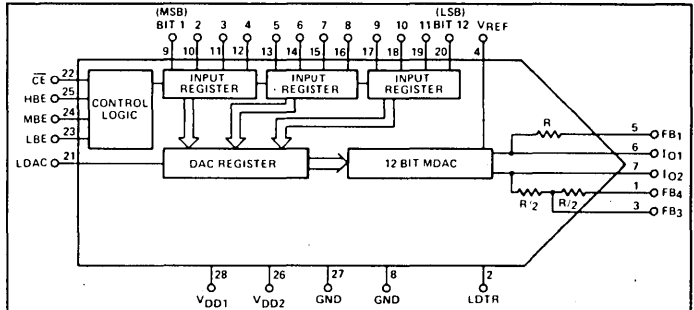 (MSB) (LSB)
BIT 1 2 3 4 5 6 7 8 9 10 11 BIT 12 VREF
9 10 11 12 13 14 15 16 17 18 19 20 4
CE 22
HBE 25
MBE 24
LBE 23
LDAC 21
CONTROL
LOGIC
INPUT
REGISTER
INPUT
REGISTER
INPUT
REGISTER
DAC REGISTER
12 BIT MDAC
R
5 FB1
6 IO1
7 IO2
1 FB4
R/2 R/2
3 FB3
28 26 27 8 2
VDD1 VDD2 GND GND LDTR